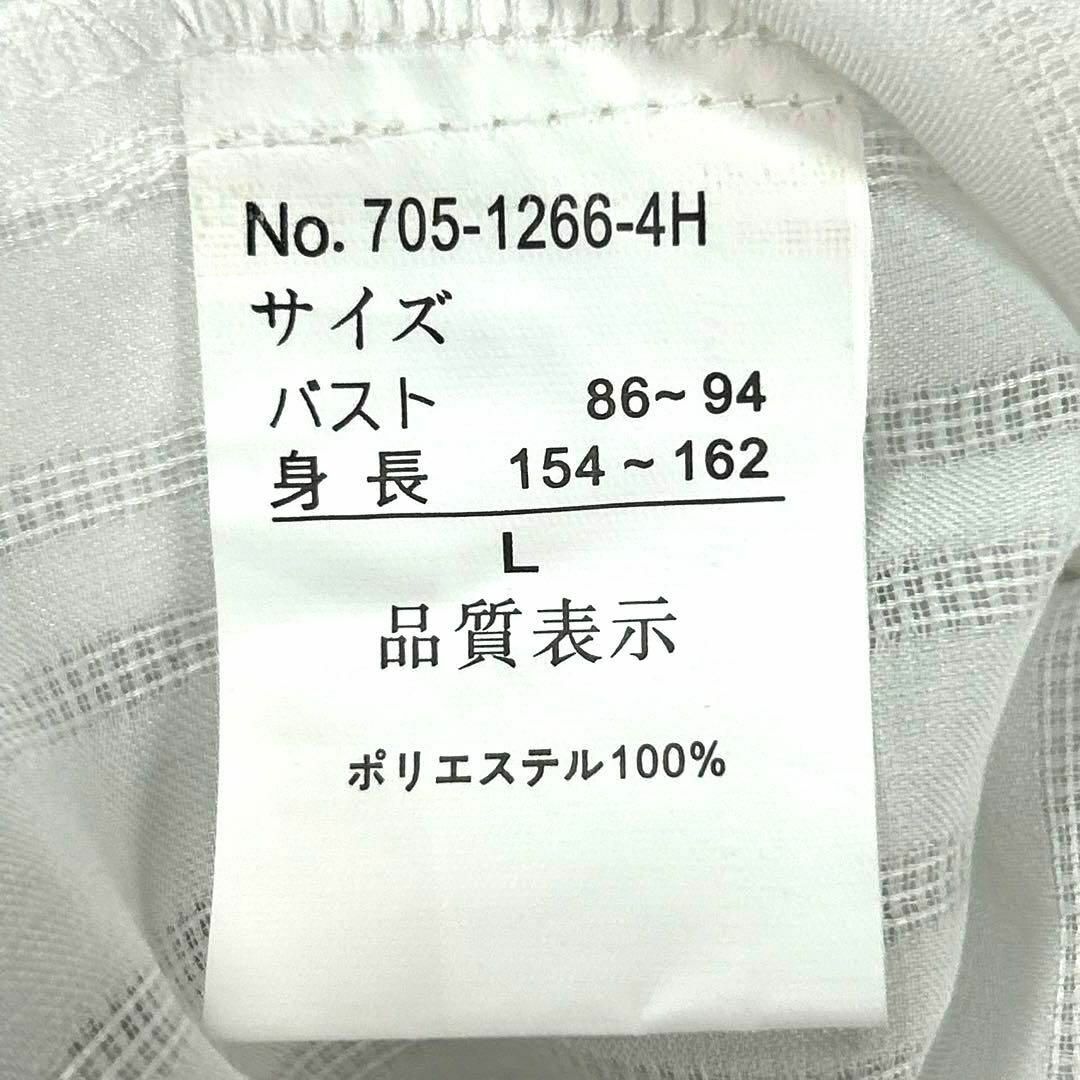 No. 705-1266-4H
サイズ
バスト 86~94
身長 154~162
L
品質表示
ポリエステル100%